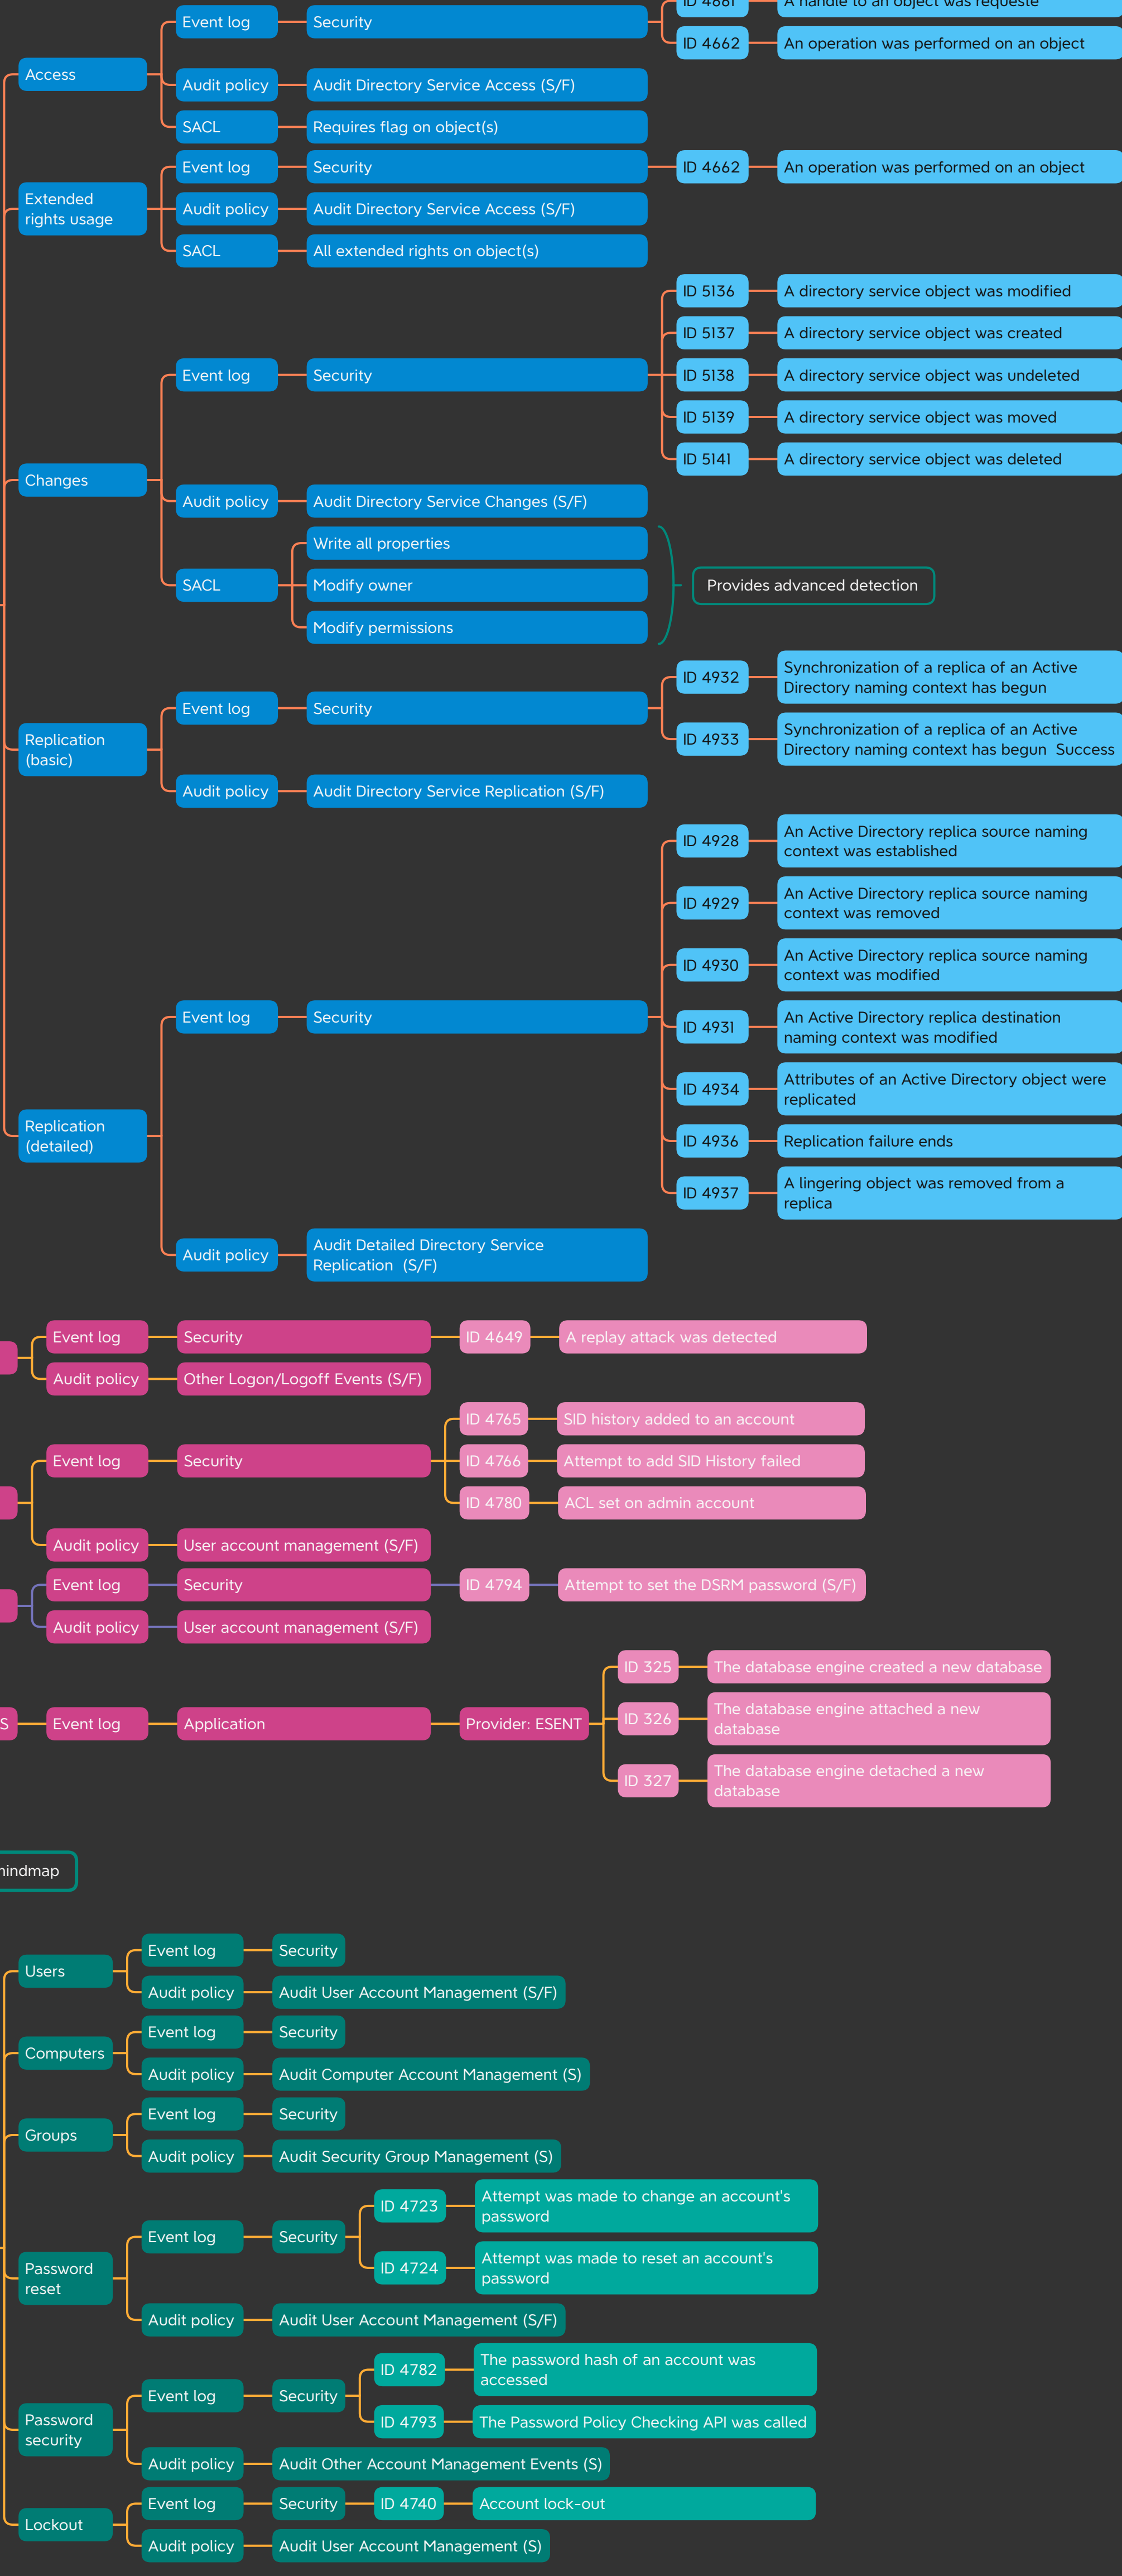 Event log
Security
ID 4661
A handle to an object was requeste
ID 4662
An operation was performed on an object
Access
Audit policy
Audit Directory Service Access (S/F)
SACL
Requires flag on object(s)
Extended
rights usage
Event log
Security
ID 4662
An operation was performed on an object
Audit policy
Audit Directory Service Access (S/F)
SACL
All extended rights on object(s)
Changes
Event log
Security
ID 5136
A directory service object was modified
ID 5137
A directory service object was created
ID 5138
A directory service object was undeleted
ID 5139
A directory service object was moved
ID 5141
A directory service object was deleted
Audit policy
Audit Directory Service Changes (S/F)
SACL
Write all properties
Modify owner
Modify permissions
Provides advanced detection
Replication
(basic)
Event log
Security
ID 4932
Synchronization of a replica of an Active
Directory naming context has begun
ID 4933
Synchronization of a replica of an Active
Directory naming context has begun  Success
Audit policy
Audit Directory Service Replication (S/F)
Replication
(detailed)
Event log
Security
ID 4928
An Active Directory replica source naming
context was established
ID 4929
An Active Directory replica source naming
context was removed
ID 4930
An Active Directory replica source naming
context was modified
ID 4931
An Active Directory replica destination
naming context was modified
ID 4934
Attributes of an Active Directory object were
replicated
ID 4936
Replication failure ends
ID 4937
A lingering object was removed from a
replica
Audit policy
Audit Detailed Directory Service
Replication  (S/F)
Event log
Security
ID 4649
A replay attack was detected
Audit policy
Other Logon/Logoff Events (S/F)
Event log
Security
ID 4765
SID history added to an account
ID 4766
Attempt to add SID History failed
ID 4780
ACL set on admin account
Audit policy
User account management (S/F)
Event log
Security
ID 4794
Attempt to set the DSRM password (S/F)
Audit policy
User account management (S/F)
S
Event log
Application
Provider: ESENT
ID 325
The database engine created a new database
ID 326
The database engine attached a new
database
ID 327
The database engine detached a new
database
mindmap
Users
Event log
Security
Audit policy
Audit User Account Management (S/F)
Computers
Event log
Security
Audit policy
Audit Computer Account Management (S)
Groups
Event log
Security
Audit policy
Audit Security Group Management (S)
Password
reset
Event log
Security
ID 4723
Attempt was made to change an account's
password
ID 4724
Attempt was made to reset an account's
password
Audit policy
Audit User Account Management (S/F)
Password
security
Event log
Security
ID 4782
The password hash of an account was
accessed
ID 4793
The Password Policy Checking API was called
Audit policy
Audit Other Account Management Events (S)
Lockout
Event log
Security
ID 4740
Account lock-out
Audit policy
Audit User Account Management (S)